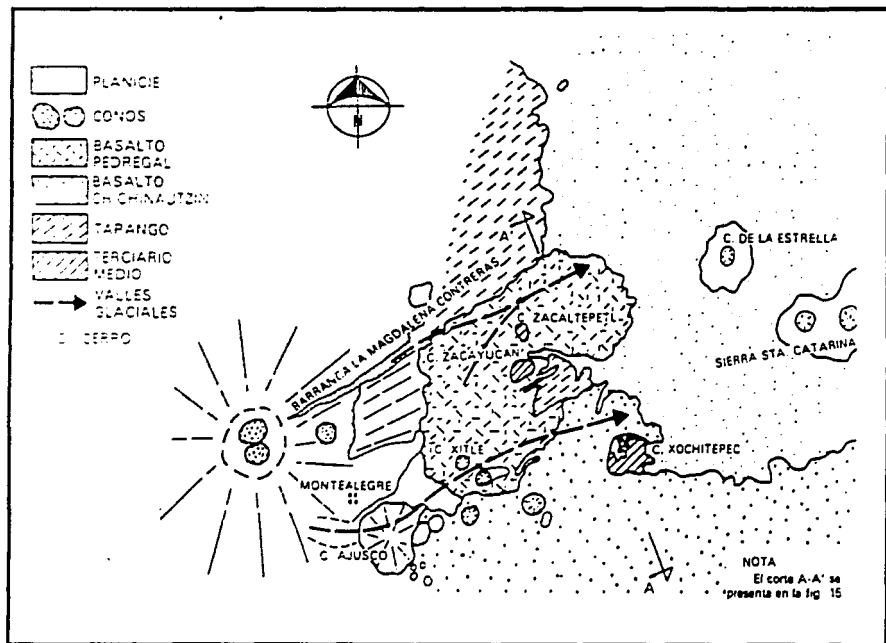 PLANICIE
CONOS
BASALTO
PEDREGAL
BASALTO
CHICHINAUTZIN
TARANGO
TERCIARIO
MEDIO
VALLES
GLACIALES
C. CERRO
N
A'
BARRANCA LA MAGDALENA CONTRERAS
C. DE LA ESTRELLA
C. ZACALTEPETL
C. ZACAYUCAN
SIERRA STA. CATARINA
C. XITLE
C. XOCHITEPEC
MONTEALEGRE
C. AJUSCO
A
NOTA
El corte A-A' se
presenta en la fig 15